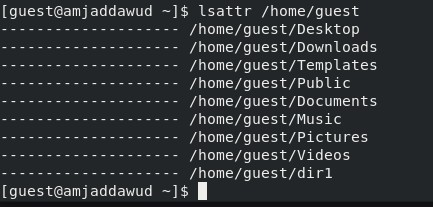 [guest@amjaddawud ~]$ lsattr /home/guest
-------------------- /home/guest/Desktop
-------------------- /home/guest/Downloads
-------------------- /home/guest/Templates
-------------------- /home/guest/Public
-------------------- /home/guest/Documents
-------------------- /home/guest/Music
-------------------- /home/guest/Pictures
-------------------- /home/guest/Videos
-------------------- /home/guest/dir1
[guest@amjaddawud ~]$